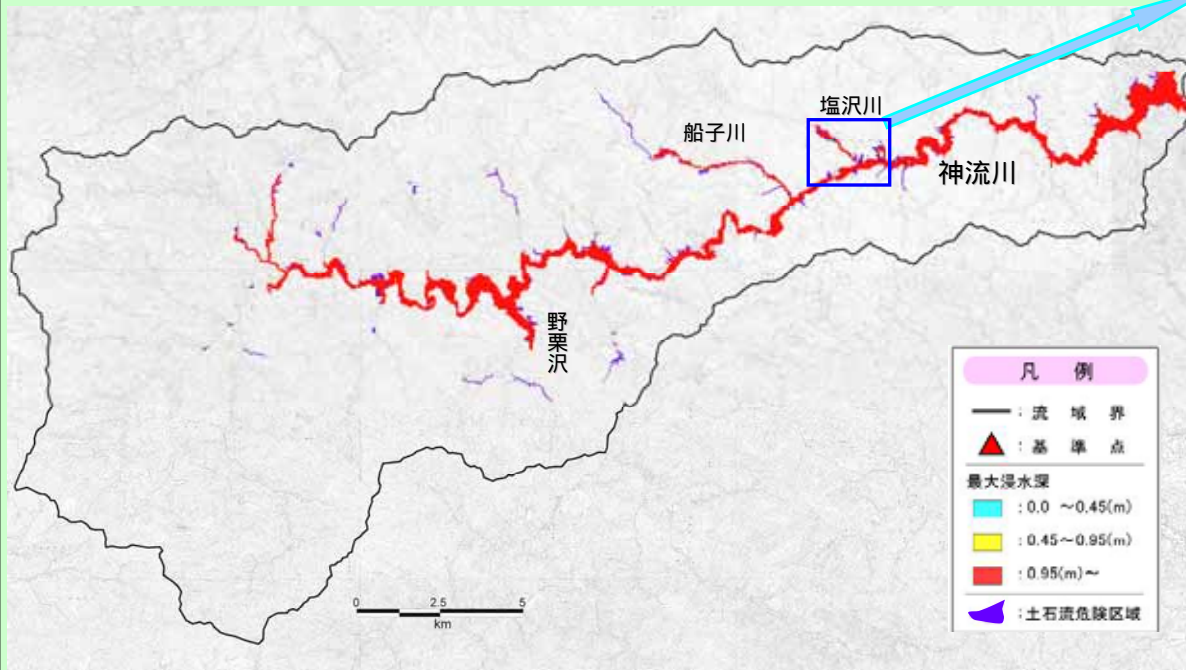 塩沢川
船子川
神流川
野栗沢
凡 例
:流 域 界
:基 準 点
最大浸水深
:0.0 ～0.45(m)
:0.45～0.95(m)
:0.95(m)～
:土石流危険区域
0 2.5 5
km